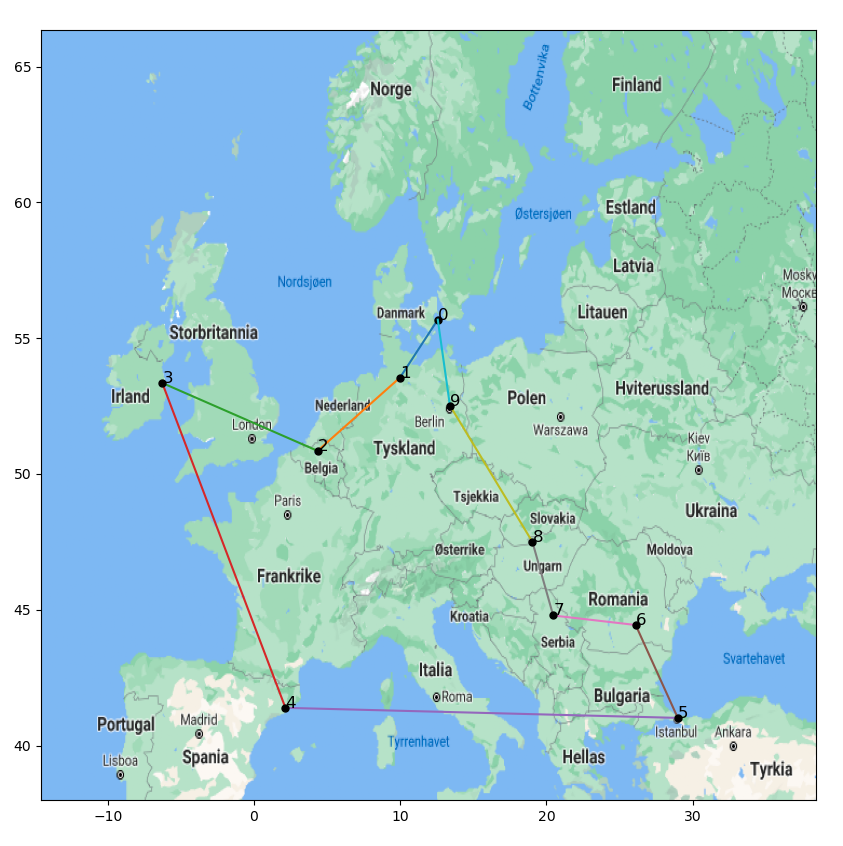 65
60
55
50
45
40
−10
0
10
20
30
Norge
Finland
Bottenvika
Østersjøen
Estland
Latvia
Nordsjøen
Litauen
Mosky
Москв
Danmark
0
Storbritannia
1
3
Irland
Nederland
9
Berlin
Polen
Warszawa
Hviterussland
London
2
Belgia
Tyskland
Kiev
Київ
Paris
Tsjekkia
Slovakia
Ukraina
8
Østerrike
Ungarn
Moldova
Frankrike
7
Romania
6
Kroatia
Serbia
Svartehavet
Italia
Roma
Bulgaria
4
5
Portugal
Madrid
Spania
Lisboa
Tyrrenhavet
Istanbul
Ankara
Hellas
Tyrkia